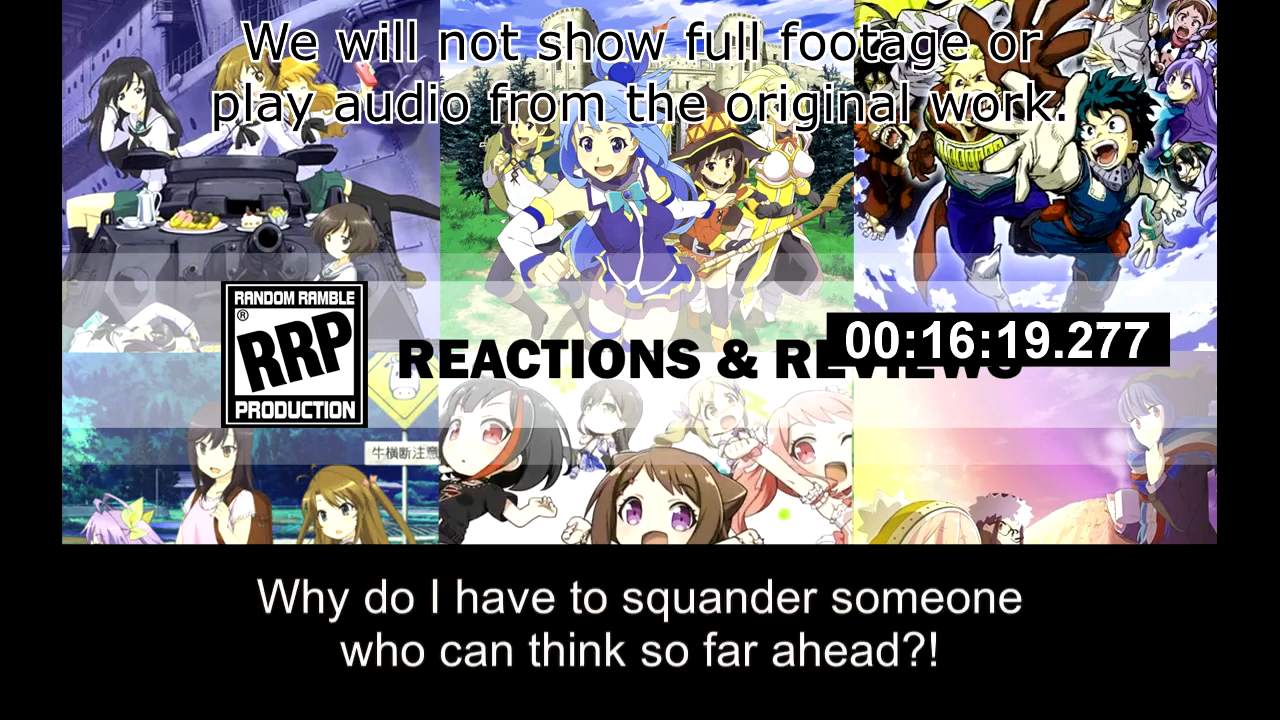 We will not show full footage or
play audio from the original work.
RANDOM RAMBLE
®
RRP
PRODUCTION
REACTIONS & REVIEWS
00:16:19.277
牛横断注意
Why do I have to squander someone
who can think so far ahead?!